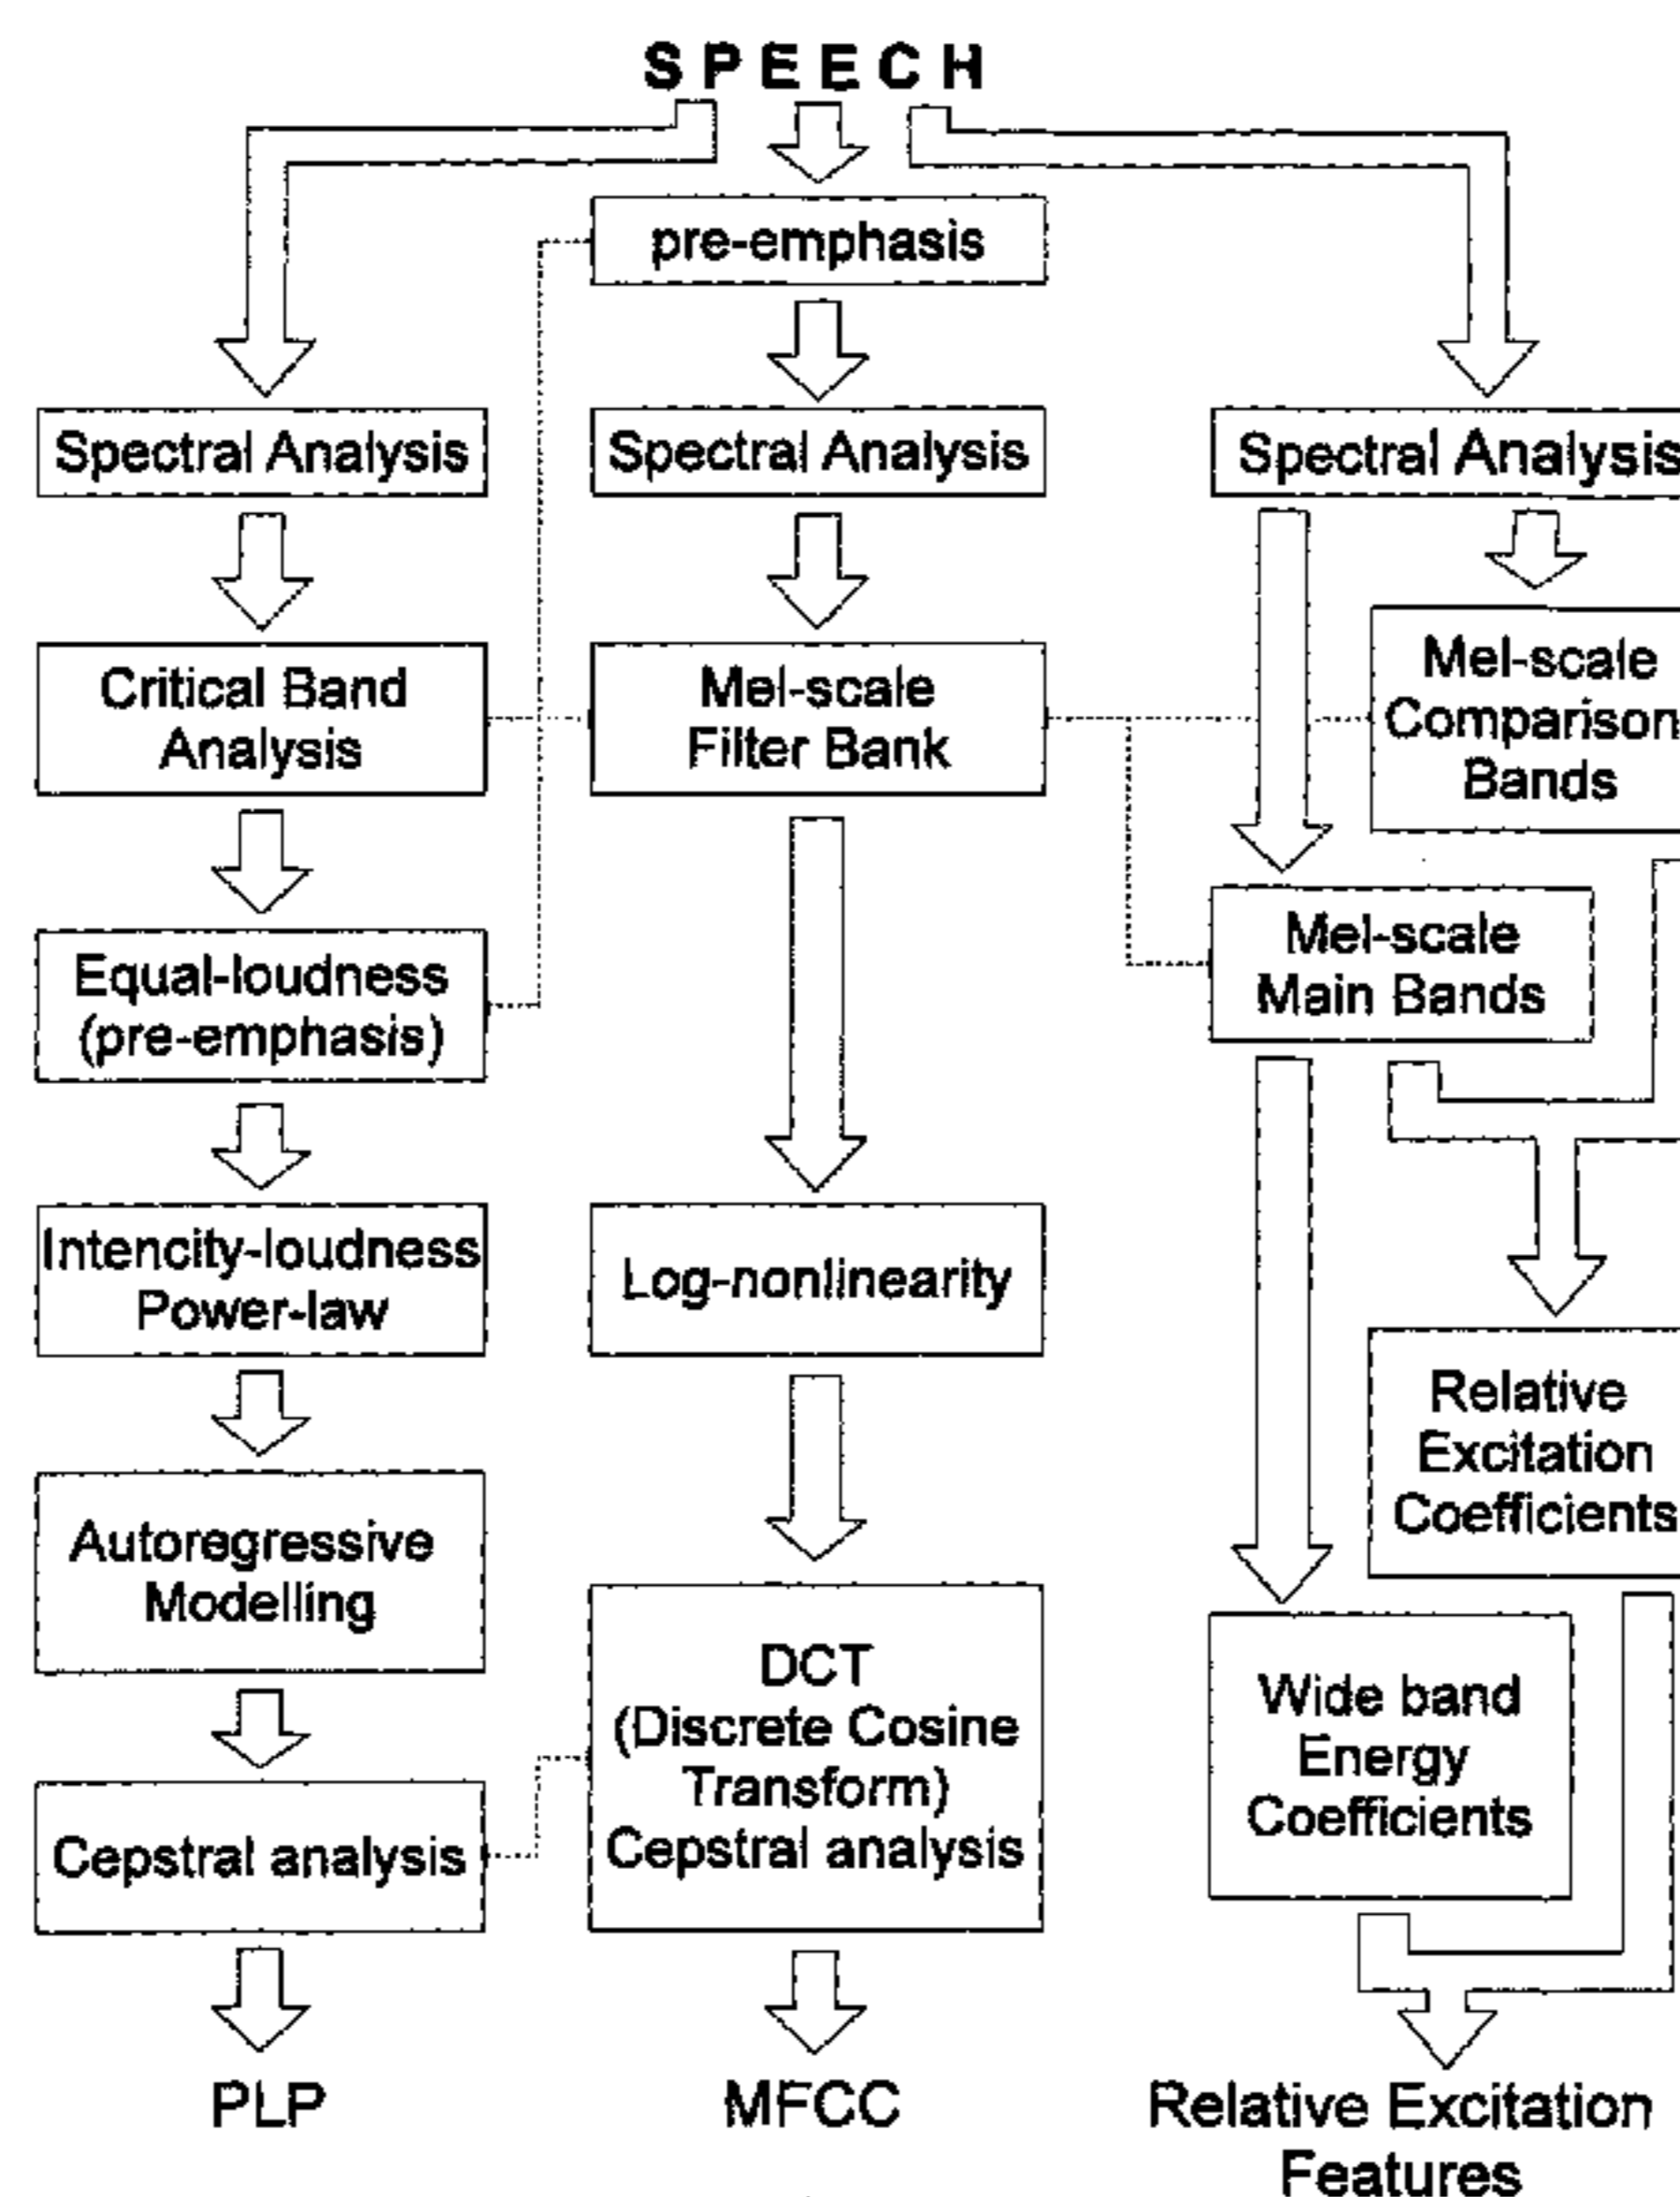 SPEECH
pre-emphasis
Spectral Analysis
Spectral Analysis
Spectral Analysis
Critical Band
Analysis
Mel-scale
Filter Bank
Mel-scale
Comparison
Bands
Mel-scale
Main Bands
Equal-loudness
(pre-emphasis)
Intencity-loudness
Power-law
Log-nonlinearity
Relative
Excitation
Coefficients
Autoregressive
Modelling
DCT
(Discrete Cosine
Transform)
Cepstral analysis
Wide band
Energy
Coefficients
Cepstral analysis
PLP
MFCC
Relative Excitation
Features